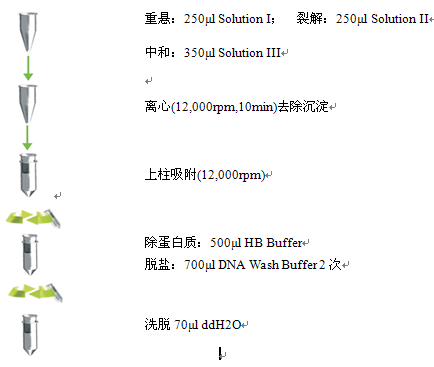 重悬：250μl Solution I； 裂解：250μl Solution II
中和：350μl Solution III
离心(12,000rpm,10min)去除沉淀
上柱吸附(12,000rpm)
除蛋白质：500μl HB Buffer
脱盐：700μl DNA Wash Buffer 2 次
洗脱 70μl ddH2O